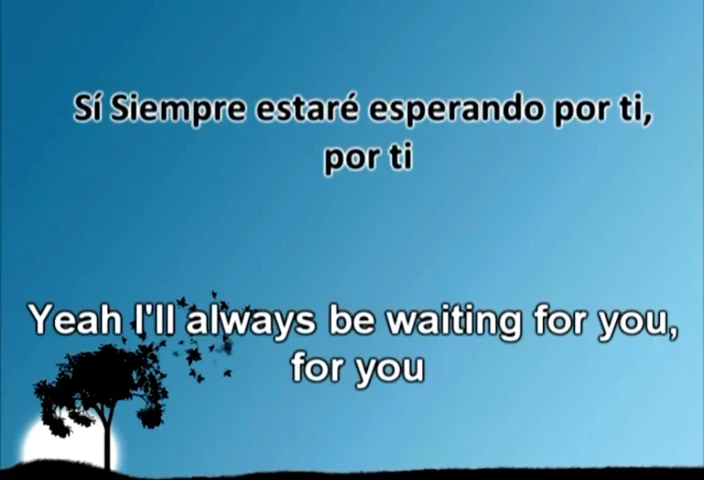 Sí Siempre estaré esperando por ti,
por ti
Yeah I'll always be waiting for you,
for you